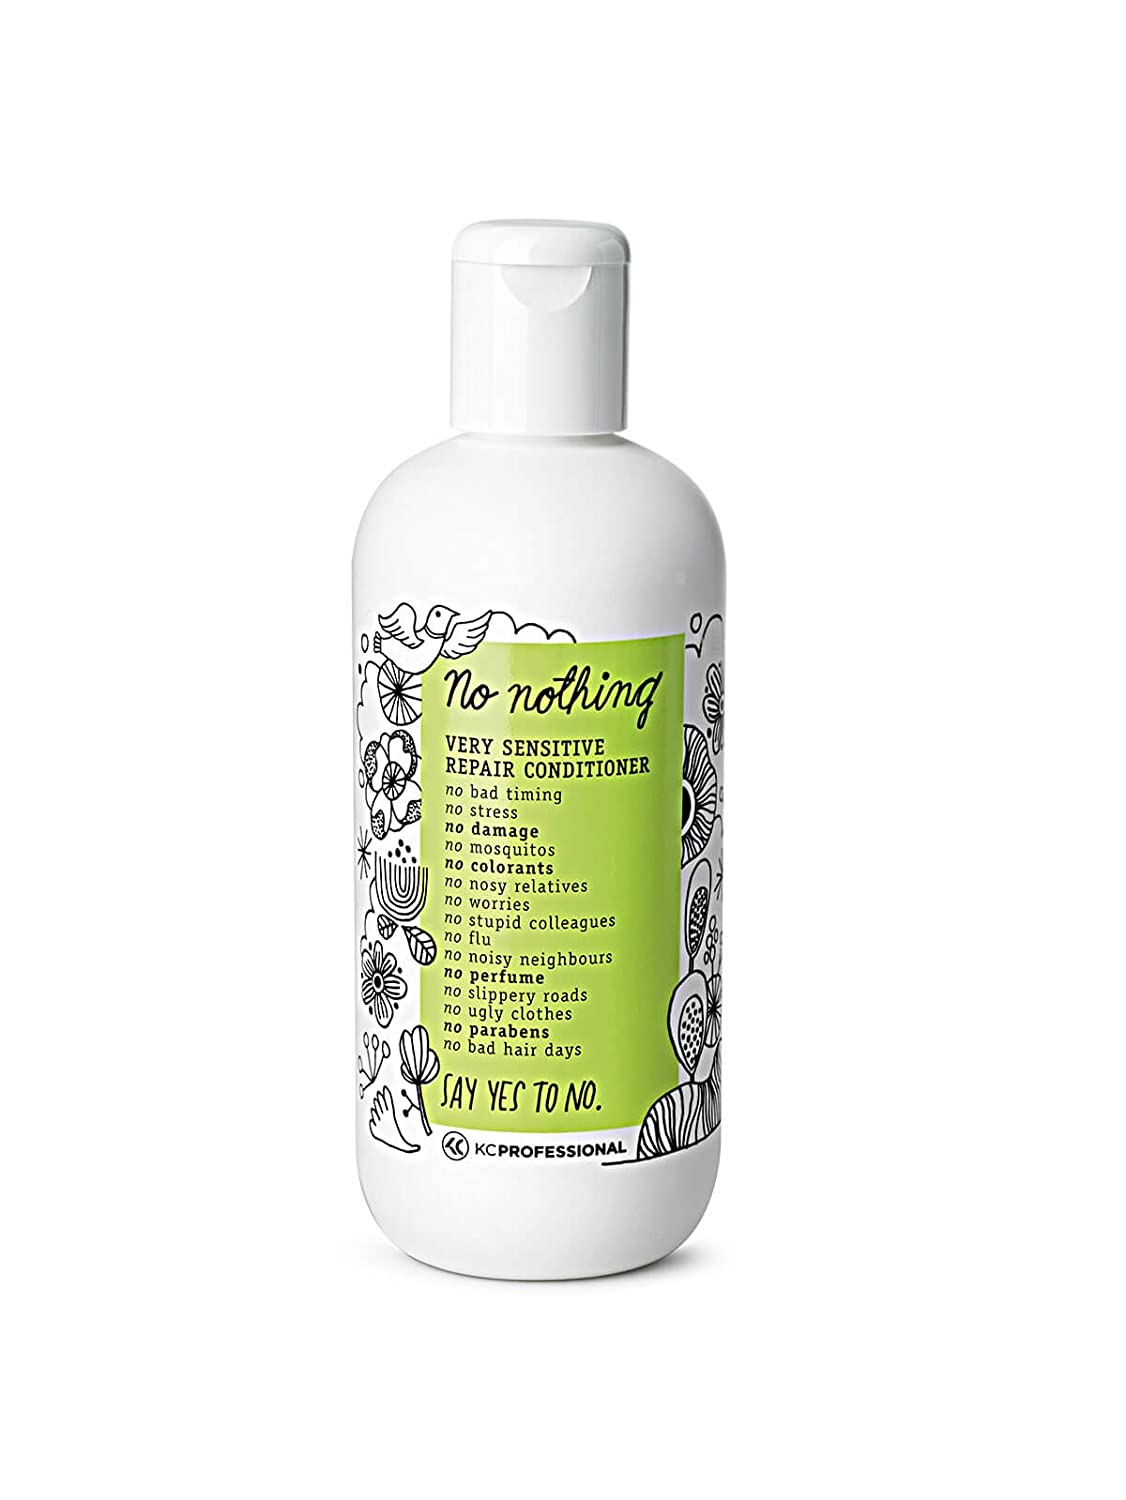 No nothing
VERY SENSITIVE
REPAIR CONDITIONER
no bad timing
no stress
no damage
no mosquitos
no colorants
no nosy relatives
no worries
no stupid colleagues
no flu
no noisy neighbours
no perfume
no slippery roads
no ugly clothes
no parabens
no bad hair days
SAY YES TO NO.
KC PROFESSIONAL